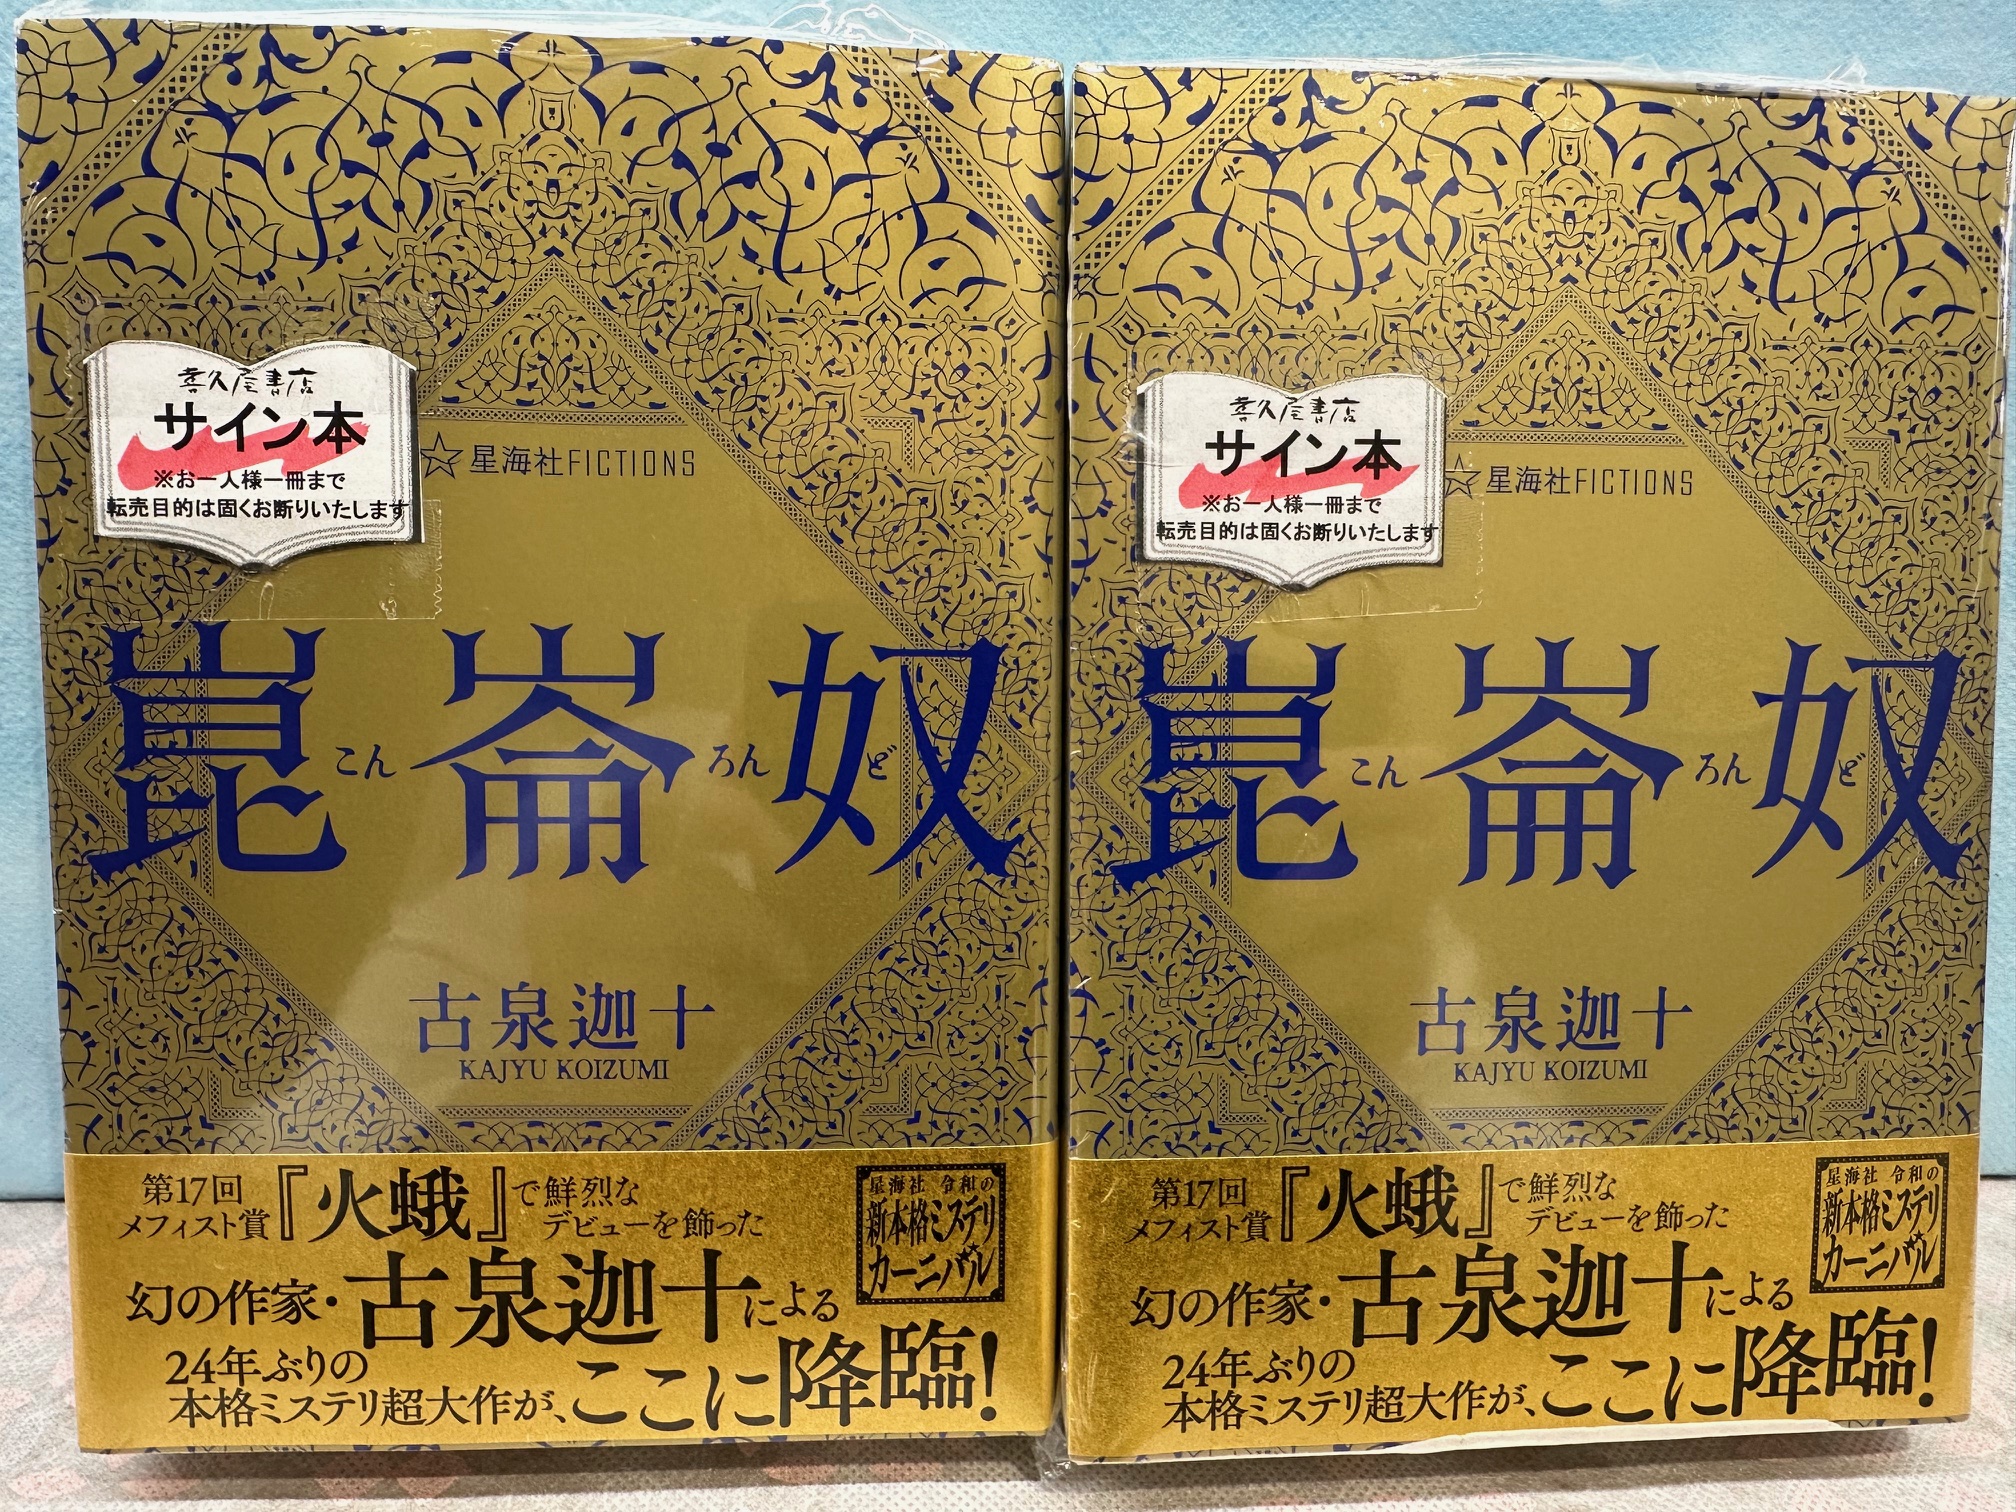 喜久屋書店
サイン本
※お一人様一冊まで
転売目的は固くお断りいたします
☆星海社FICTIONS
崑崙奴
こん ろん ど
古泉迦十
KAJYU KOIZUMI
第17回
メフィスト賞『火蛾』で鮮烈な
デビューを飾った
幻の作家・古泉迦十による
24年ぶりの
本格ミステリ超大作が、ここに降臨!
星海社 令和の
新本格ミステリ
カーニバル
喜久屋書店
サイン本
※お一人様一冊まで
転売目的は固くお断りいたします
☆星海社FICTIONS
崑崙奴
こん ろん ど
古泉迦十
KAJYU KOIZUMI
第17回
メフィスト賞『火蛾』で鮮烈な
デビューを飾った
幻の作家・古泉迦十による
24年ぶりの
本格ミステリ超大作が、ここに降臨!
星海社 令和の
新本格ミステリ
カーニバル